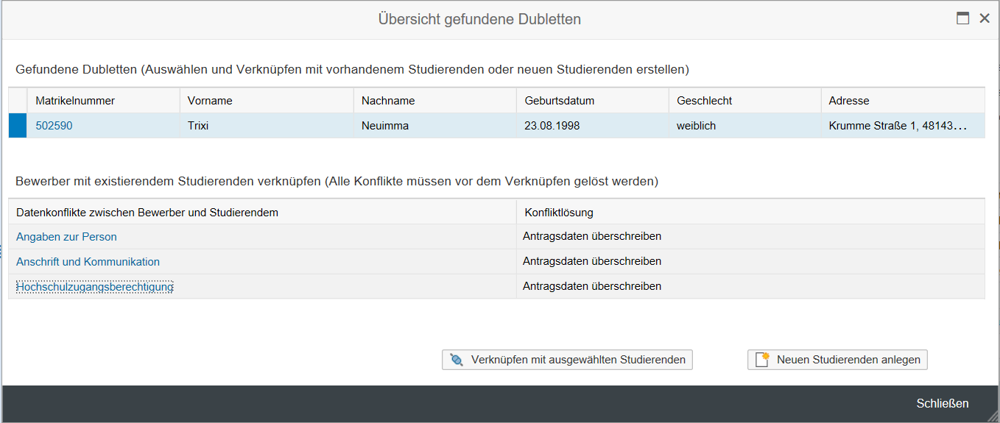 Übersicht gefundene Dubletten
Gefundene Dubletten (Auswählen und Verknüpfen mit vorhandenem Studierenden oder neuen Studierenden erstellen)
Matrikelnummer Vorname Nachname Geburtsdatum Geschlecht Adresse
502590 Trixi Neuimma 23.08.1998 weiblich Krumme Straße 1, 48143...
Bewerber mit existierendem Studierenden verknüpfen (Alle Konflikte müssen vor dem Verknüpfen gelöst werden)
Datenkonflikte zwischen Bewerber und Studierendem Konfliktlösung
Angaben zur Person Antragsdaten überschreiben
Anschrift und Kommunikation Antragsdaten überschreiben
Hochschulzugangsberechtigung Antragsdaten überschreiben
Verknüpfen mit ausgewählten Studierenden Neuen Studierenden anlegen
Schließen